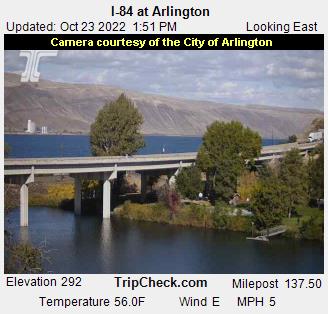 I-84 at Arlington
Updated: Oct 23 2022 1:51 PM Looking East
Camera courtesy of the City of Arlington
Elevation 292 TripCheck.com Milepost 137.50
Temperature 56.0F Wind E MPH 5